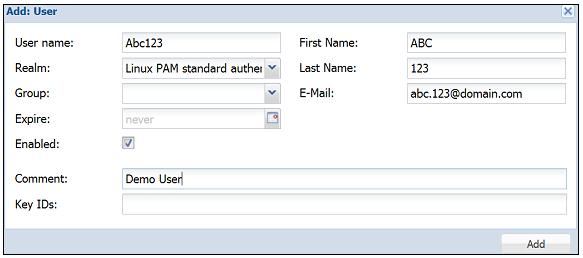 Add: User
User name: Abc123 First Name: ABC
Realm: Linux PAM standard auther Last Name: 123
Group: E-Mail: abc.123@domain.com
Expire: never
Enabled:
Comment: Demo User
Key IDs:
Add